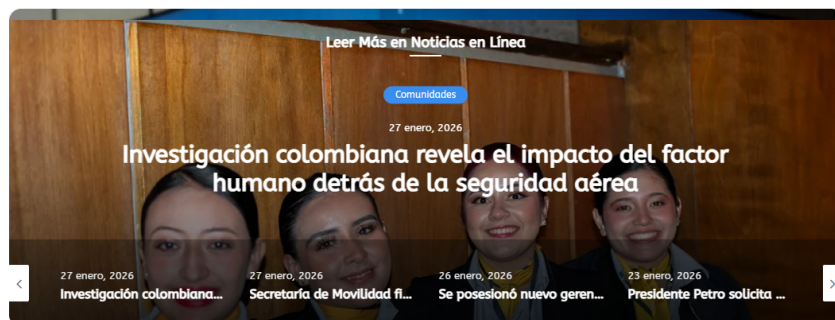 Leer Más en Noticias en Línea
Comunidades
27 enero, 2026
Investigación colombiana revela el impacto del factor
humano detrás de la seguridad aérea
27 enero, 2026
Investigación colombiana...
27 enero, 2026
Secretaría de Movilidad fi...
26 enero, 2026
Se posesionó nuevo geren...
23 enero, 2026
Presidente Petro solicita ...